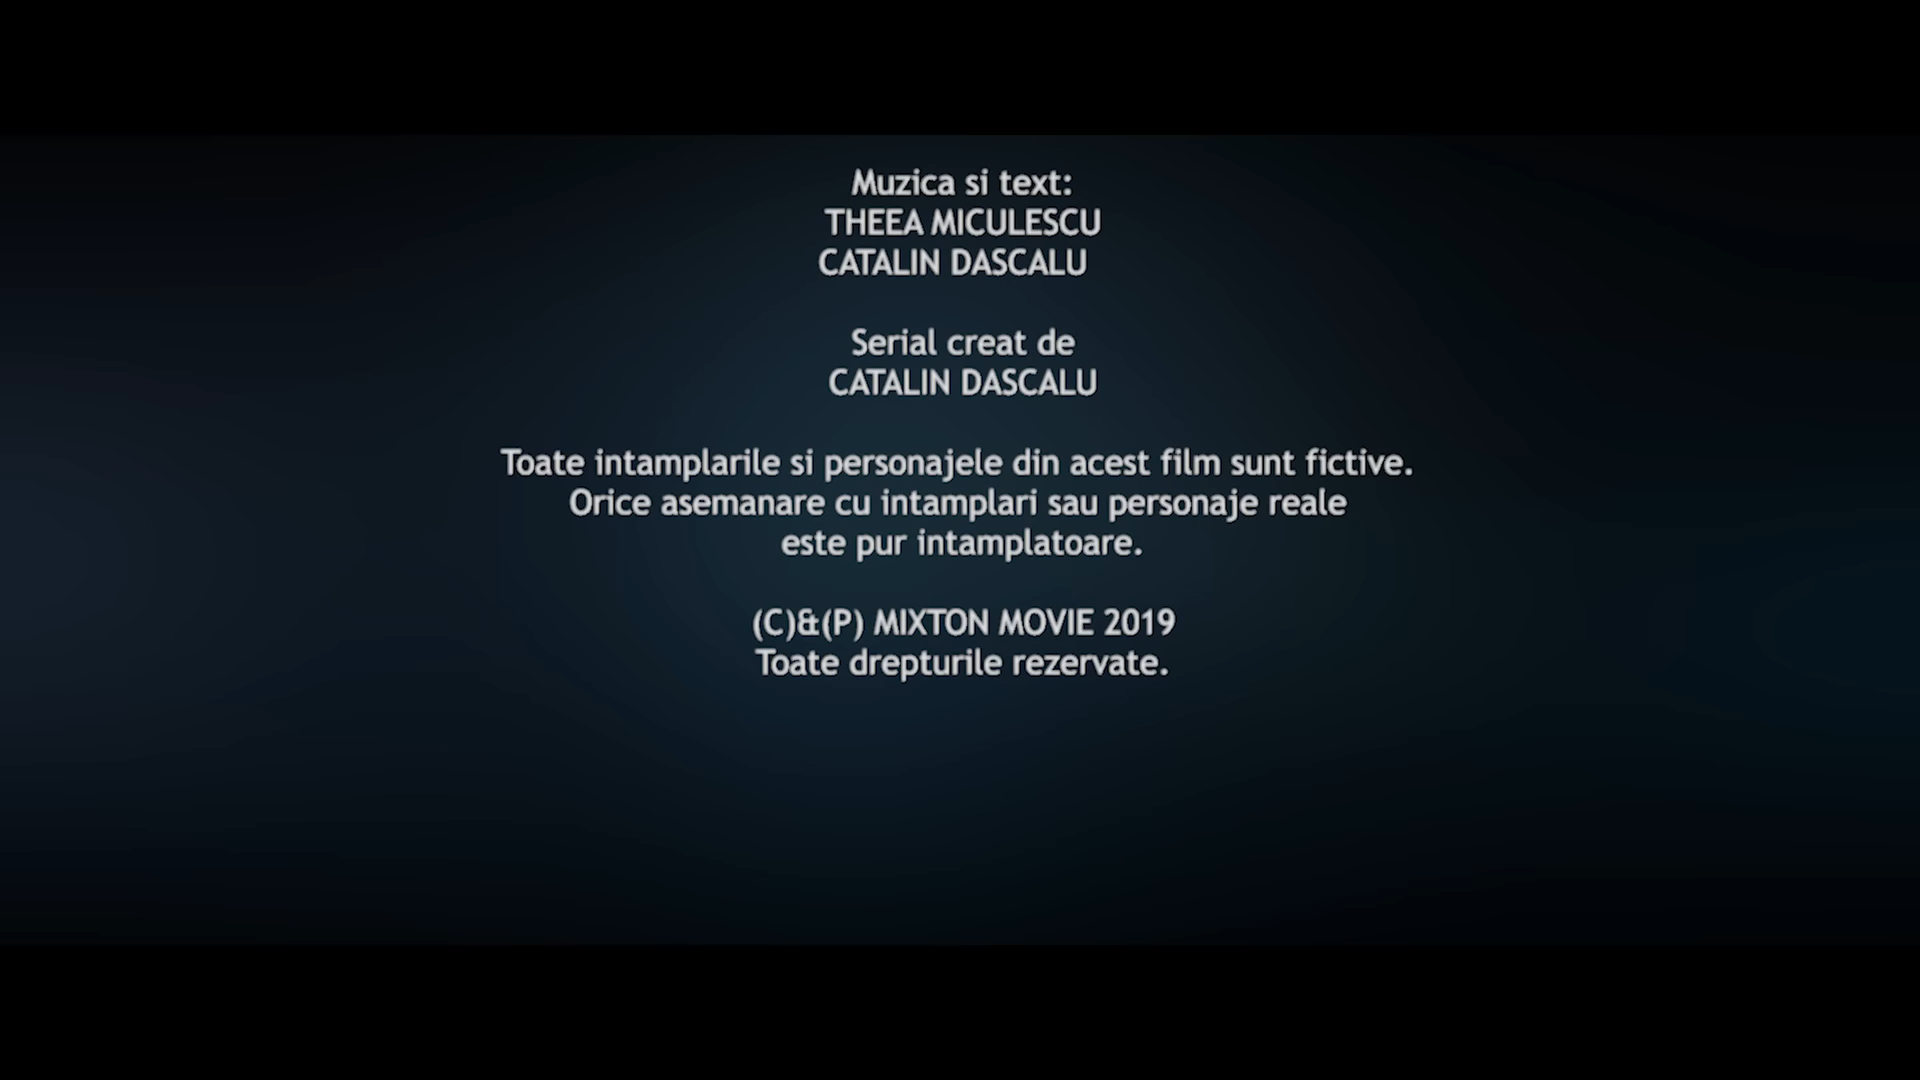 Muzica si text:
THEEA MICULESCU
CATALIN DASCALU
Serial creat de
CATALIN DASCALU
Toate intamplarile si personajele din acest film sunt fictive.
Orice asemanare cu intamplari sau personaje reale
este pur intamplatoare.
(C)&(P) MIXTON MOVIE 2019
Toate drepturile rezervate.